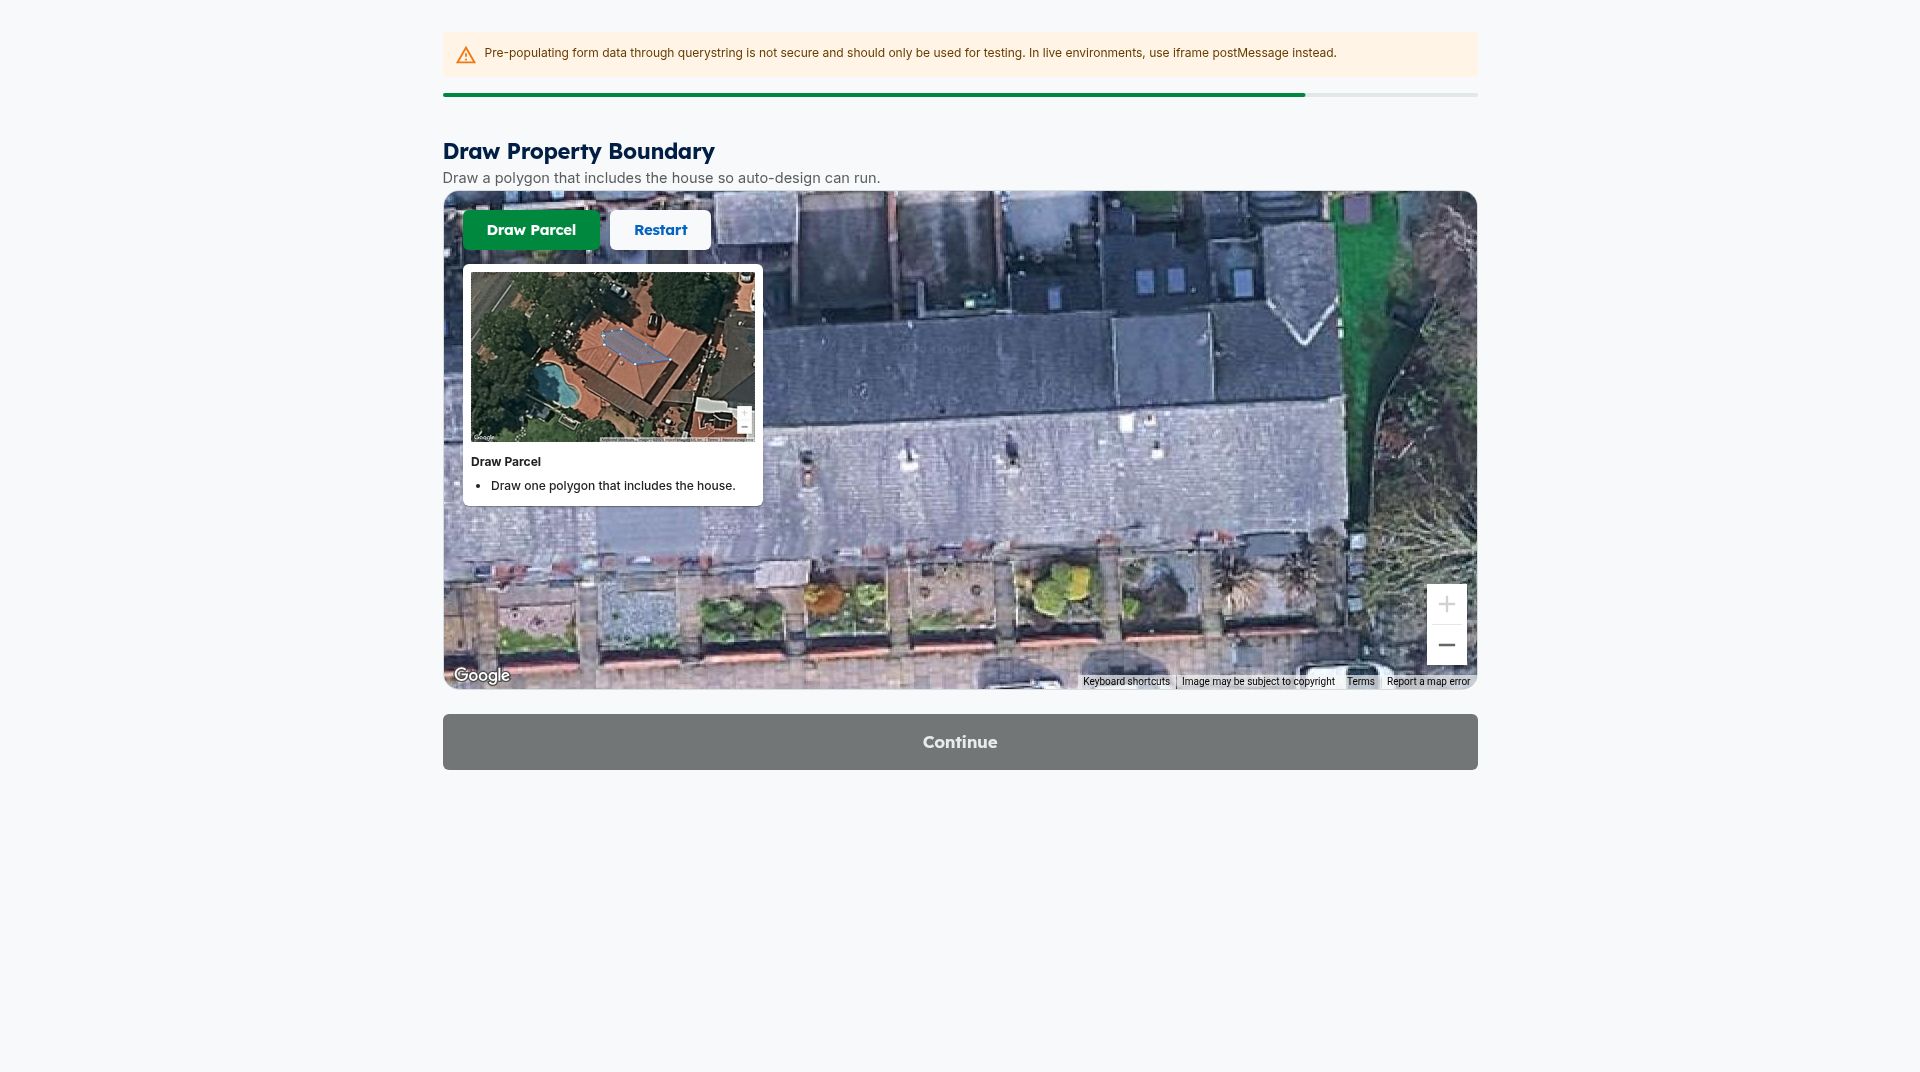 Pre-populating form data through querystring is not secure and should only be used for testing. In live environments, use iframe postMessage instead.
Draw Property Boundary
Draw a polygon that includes the house so auto-design can run.
Draw Parcel
Restart
Google
Draw Parcel
• Draw one polygon that includes the house.
Google
Keyboard shortcuts
Image may be subject to copyright
Terms
Report a map error
Continue